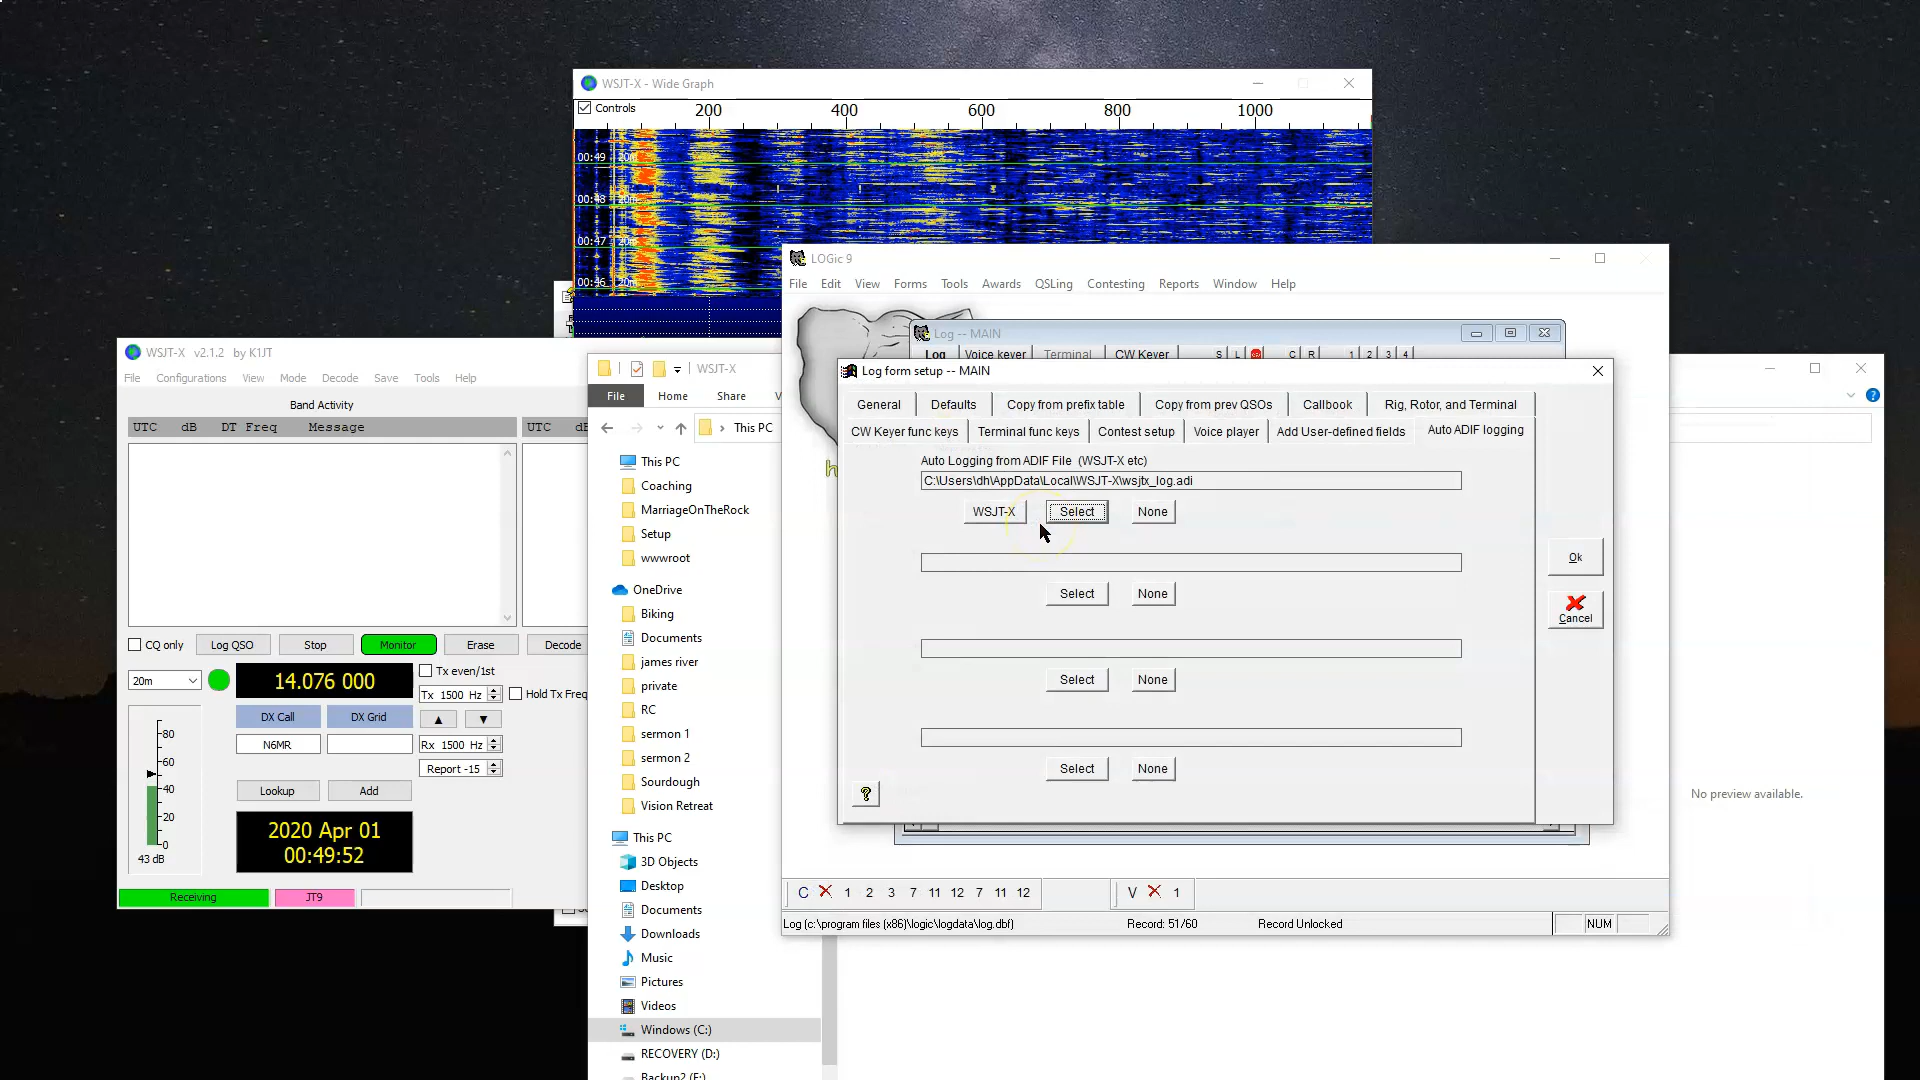 WSJT-X - Wide Graph
Controls 200 400 600 800 1000
00:49 20m
00:48 20m
00:47 20m
00:46 20m
LOGic 9
File Edit View Forms Tools Awards QSLing Contesting Reports Window Help
Log -- MAIN
Log Voice keyer Terminal CW Keyer S L C R 1 2 3 4
Log form setup -- MAIN
General Defaults Copy from prefix table Copy from prev QSOs Callbook Rig, Rotor, and Terminal
CW Keyer func keys Terminal func keys Contest setup Voice player Add User-defined fields Auto ADIF logging
Auto Logging from ADIF File (WSJT-X etc)
C:\Users\dh\AppData\Local\WSJT-X\wsjtx_log.adi
WSJT-X Select None
Select None
Select None
Select None
Ok
Cancel
?
C 1 2 3 7 11 12 7 11 12 V 1
Log (c:\program files (x86)\logic\logdata\log.dbf) Record: 51/60 Record Unlocked NUM
WSJT-X v2.1.2 by K1JT
File Configurations View Mode Decode Save Tools Help
Band Activity
UTC dB DT Freq Message
UTC
CQ only Log QSO Stop Monitor Erase Decode
20m 14.076 000
Tx even/1st
Tx 1500 Hz Hold Tx Freq
DX Call DX Grid
N6MR
Rx 1500 Hz
Report -15
Lookup Add
2020 Apr 01
00:49:52
80
60
40
20
0
43 dB
Receiving JT9
WSJT-X
File Home Share V
This PC
This PC
Coaching
MarriageOnTheRock
Setup
wwwroot
OneDrive
Biking
Documents
james river
private
RC
sermon 1
sermon 2
Sourdough
Vision Retreat
This PC
3D Objects
Desktop
Documents
Downloads
Music
Pictures
Videos
Windows (C:)
RECOVERY (D:)
No preview available.